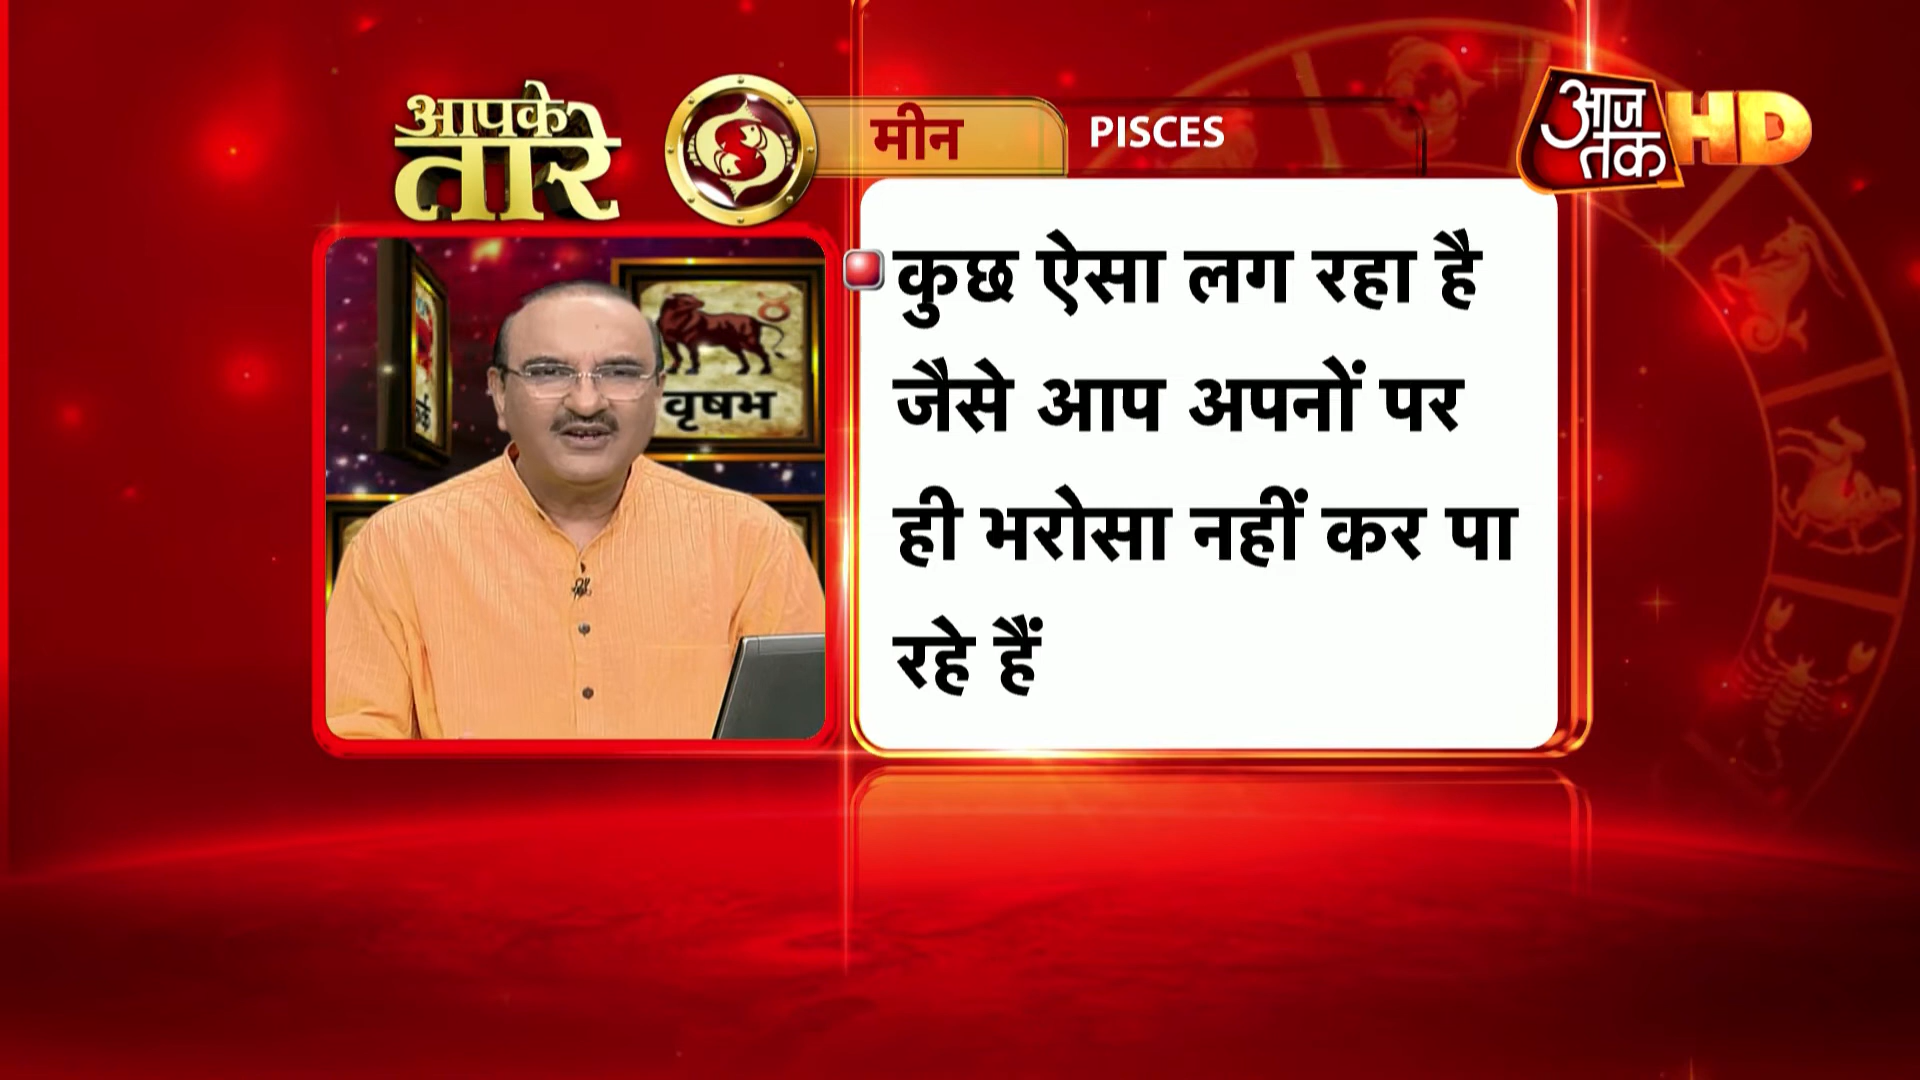 आपके
तारे
मीन
PISCES
आज
तक
HD
वृषभ
कुछ ऐसा लग रहा है
जैसे आप अपनों पर
ही भरोसा नहीं कर पा
रहे हैं